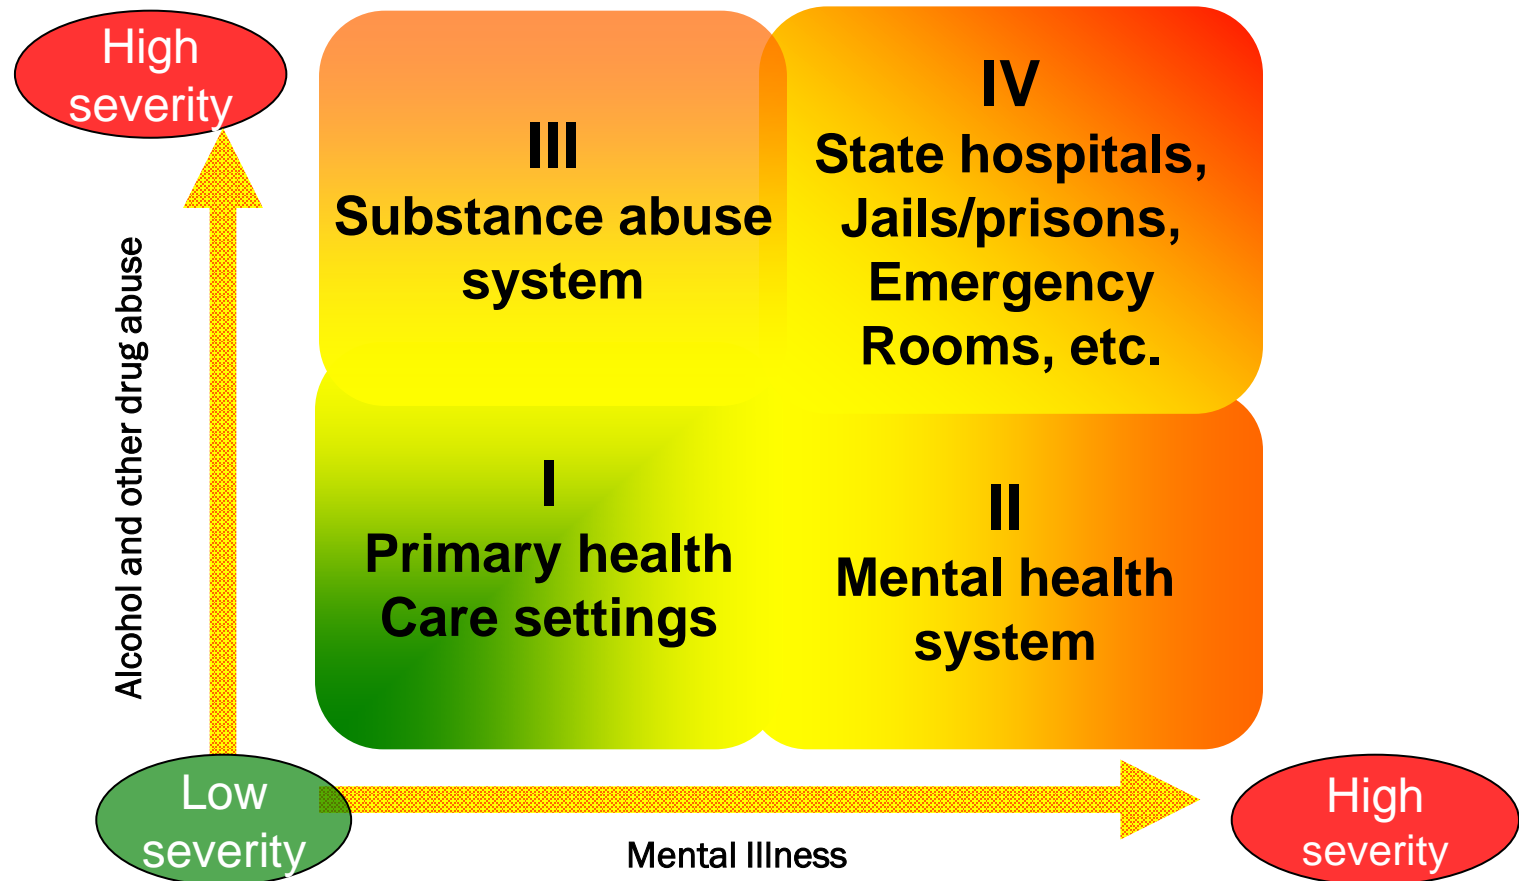 High
severity
III
Substance abuse
system
IV
State hospitals,
Jails/prisons,
Emergency
Rooms, etc.
Alcohol and other drug abuse
I
Primary health
Care settings
II
Mental health
system
Low
severity
Mental Illness
High
severity